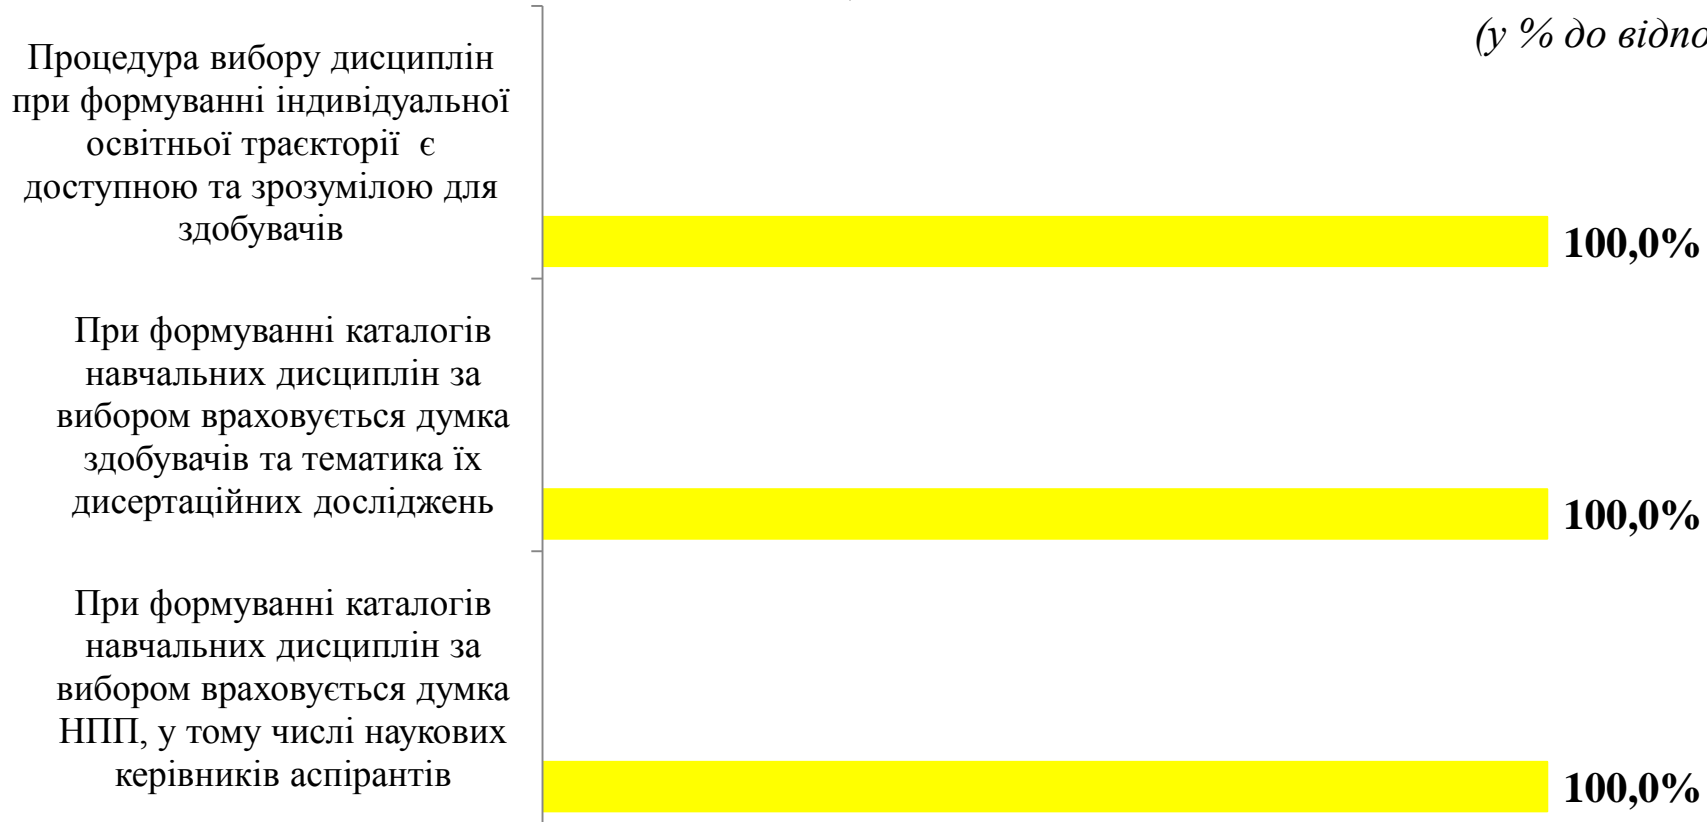 (у % до відпо
Процедура вибору дисциплін
при формуванні індивідуальної
освітньої траєкторії є
доступною та зрозумілою для
здобувачів
100,0%
При формуванні каталогів
навчальних дисциплін за
вибором враховується думка
здобувачів та тематика їх
дисертаційних досліджень
100,0%
При формуванні каталогів
навчальних дисциплін за
вибором враховується думка
НПП, у тому числі наукових
керівників аспірантів
100,0%